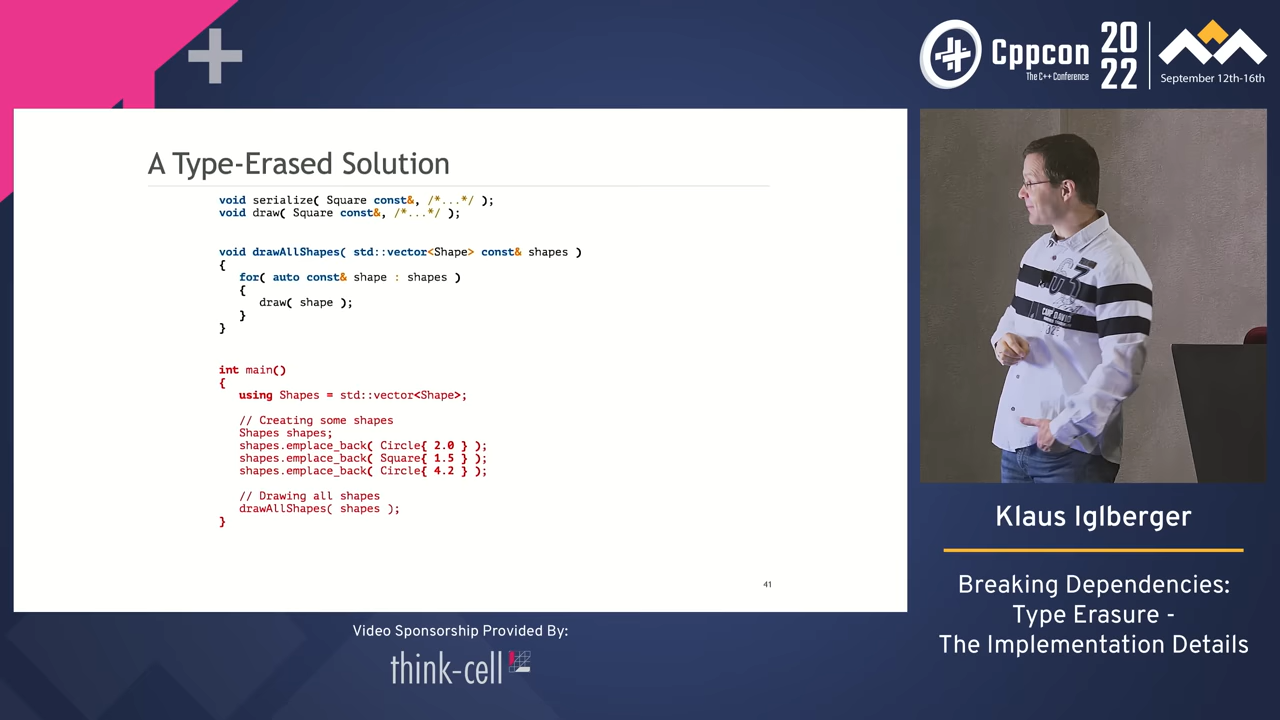 Cppcon
The C++ Conference
20
22
September 12th-16th
A Type-Erased Solution
void serialize( Square const&, /*...*/ );
void draw( Square const&, /*...*/ );
void drawAllShapes( std::vector<Shape> const& shapes )
{
for( auto const& shape : shapes )
{
draw( shape );
}
}
int main()
{
using Shapes = std::vector<Shape>;
// Creating some shapes
Shapes shapes;
shapes.emplace_back( Circle{ 2.0 } );
shapes.emplace_back( Square{ 1.5 } );
shapes.emplace_back( Circle{ 4.2 } );
// Drawing all shapes
drawAllShapes( shapes );
}
41
CAMP DAVID
Klaus Iglberger
Breaking Dependencies:
Type Erasure -
The Implementation Details
Video Sponsorship Provided By:
think-cell